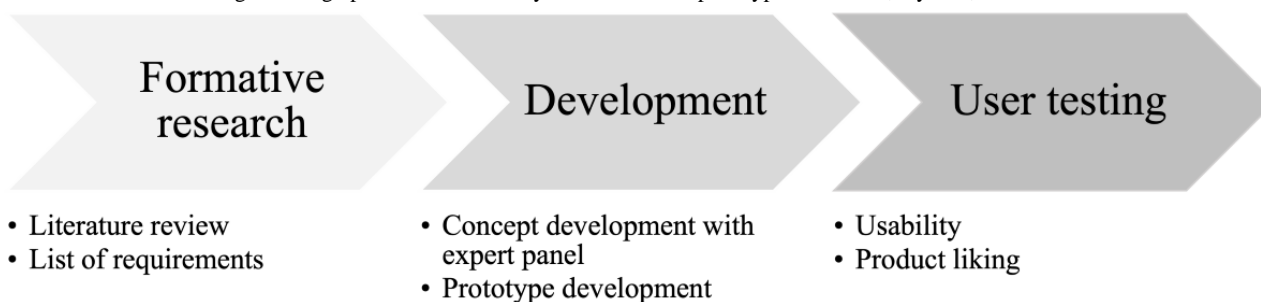 Formative
research
Development
User testing
• Literature review
• List of requirements
• Concept development with
expert panel
• Prototype development
• Usability
• Product liking